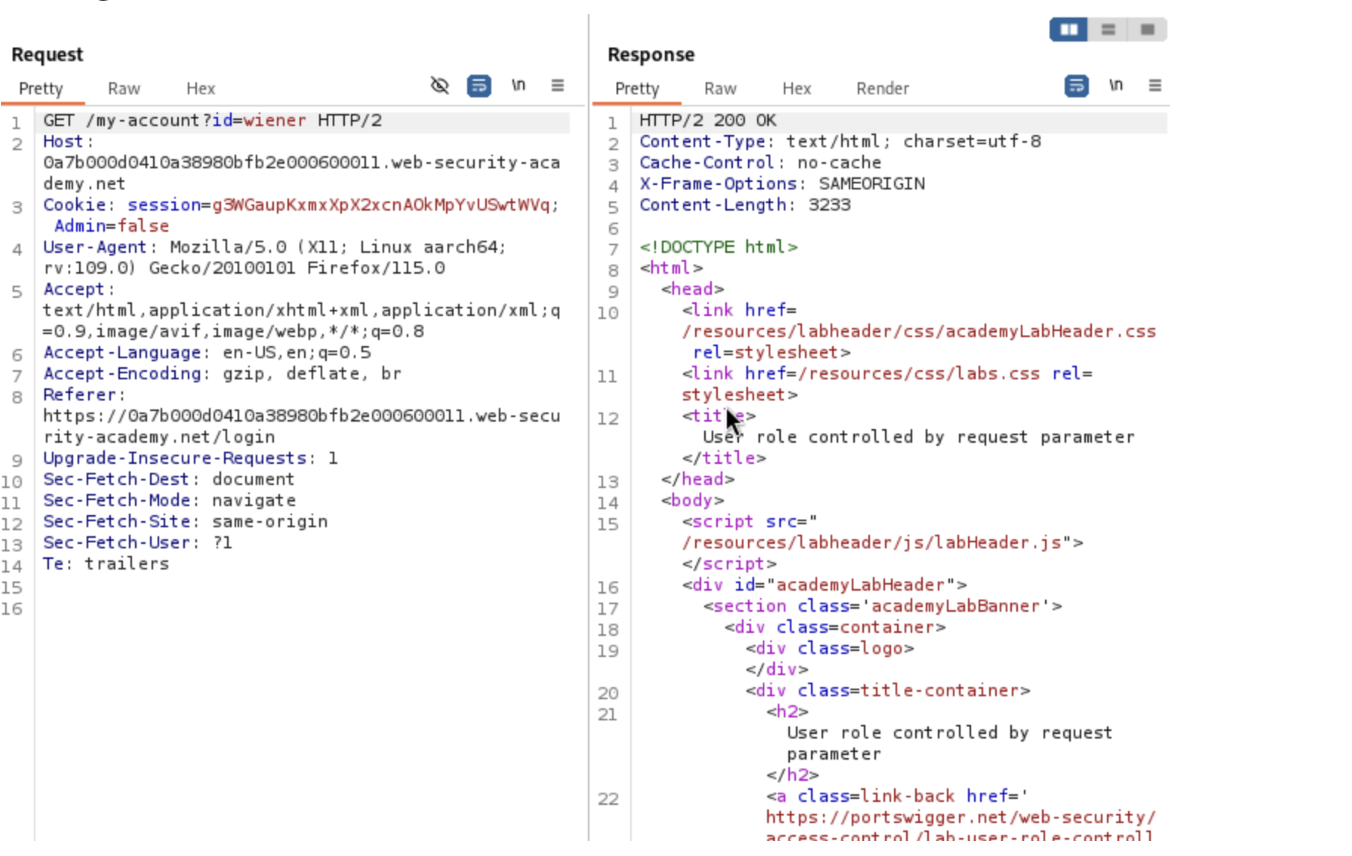 Request
Pretty Raw Hex \n
1 GET /my-account?id=wiener HTTP/2
2 Host:
0a7b000d0410a38980bfb2e000600011.web-security-aca
demy.net
3 Cookie: session=g3WGaupKxmxXpX2xcnAOkMpYvUSwtWVq;
Admin=false
4 User-Agent: Mozilla/5.0 (X11; Linux aarch64;
rv:109.0) Gecko/20100101 Firefox/115.0
5 Accept:
text/html,application/xhtml+xml,application/xml;q
=0.9,image/avif,image/webp,*/*;q=0.8
6 Accept-Language: en-US,en;q=0.5
7 Accept-Encoding: gzip, deflate, br
8 Referer:
https://0a7b000d0410a38980bfb2e000600011.web-secu
rity-academy.net/login
9 Upgrade-Insecure-Requests: 1
10 Sec-Fetch-Dest: document
11 Sec-Fetch-Mode: navigate
12 Sec-Fetch-Site: same-origin
13 Sec-Fetch-User: ?1
14 Te: trailers
15
16
Response
Pretty Raw Hex Render \n
1 HTTP/2 200 OK
2 Content-Type: text/html; charset=utf-8
3 Cache-Control: no-cache
4 X-Frame-Options: SAMEORIGIN
5 Content-Length: 3233
6
7 <!DOCTYPE html>
8 <html>
9 <head>
10 <link href=
/resources/labheader/css/academyLabHeader.css
rel=stylesheet>
11 <link href=/resources/css/labs.css rel=
stylesheet>
12 <title>
User role controlled by request parameter
</title>
13 </head>
14 <body>
15 <script src="
/resources/labheader/js/labHeader.js">
</script>
16 <div id="academyLabHeader">
17 <section class='academyLabBanner'>
18 <div class=container>
19 <div class=logo>
</div>
20 <div class=title-container>
21 <h2>
User role controlled by request
parameter
</h2>
22 <a class=link-back href='
https://portswigger.net/web-security/
access-control/lab-user-role-controll